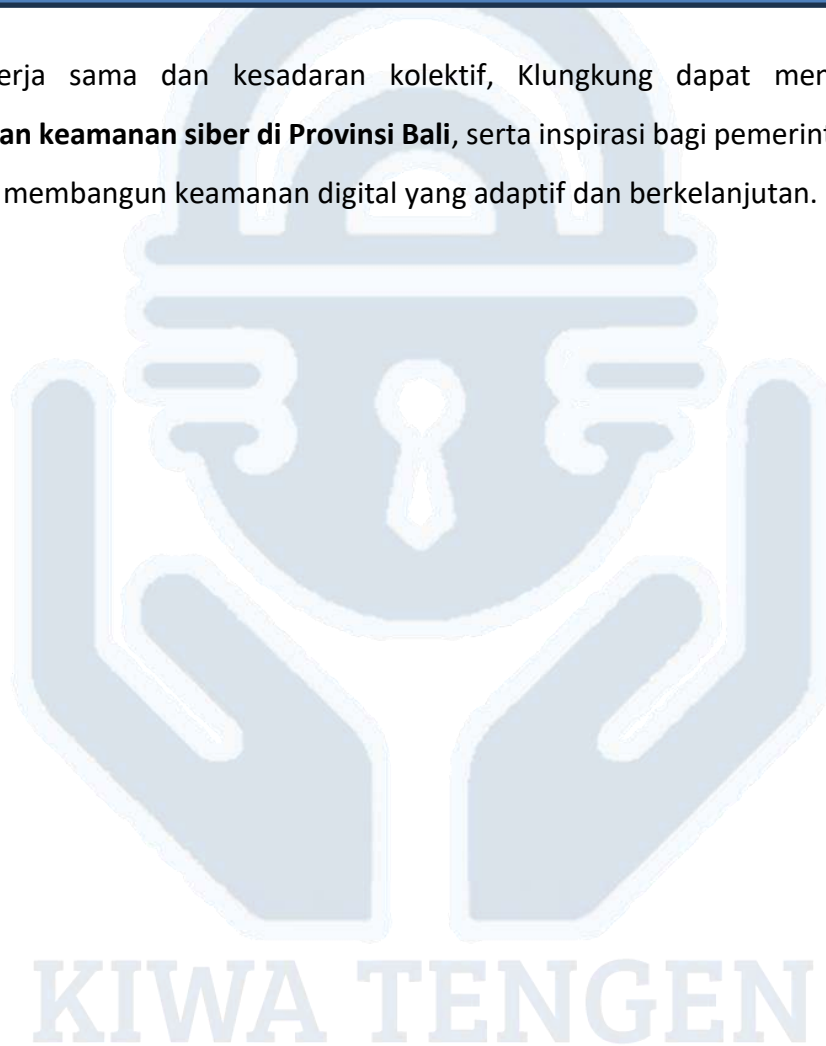 erja sama dan kesadaran kolektif, Klungkung dapat men
an keamanan siber di Provinsi Bali, serta inspirasi bagi pemerint
membangun keamanan digital yang adaptif dan berkelanjutan.
KIWA TENGEN